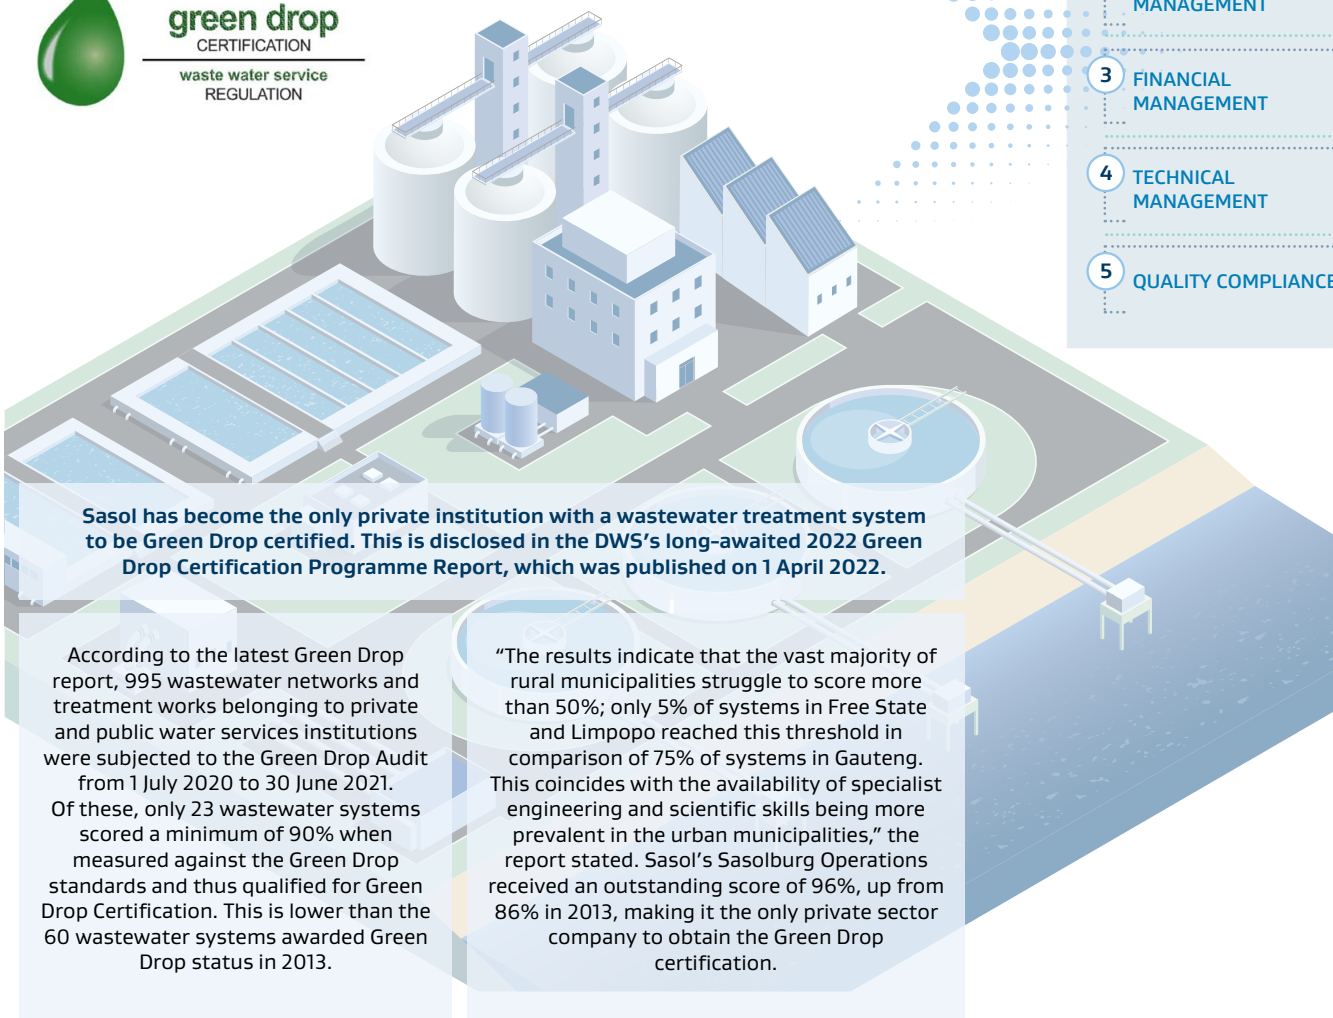 green drop
CERTIFICATION
waste water service
REGULATION
MANAGEMENT
3 FINANCIAL
MANAGEMENT
4 TECHNICAL
MANAGEMENT
5 QUALITY COMPLIANCE
Sasol has become the only private institution with a wastewater treatment system
to be Green Drop certified. This is disclosed in the DWS’s long-awaited 2022 Green
Drop Certification Programme Report, which was published on 1 April 2022.
According to the latest Green Drop
report, 995 wastewater networks and
treatment works belonging to private
and public water services institutions
were subjected to the Green Drop Audit
from 1 July 2020 to 30 June 2021.
Of these, only 23 wastewater systems
scored a minimum of 90% when
measured against the Green Drop
standards and thus qualified for Green
Drop Certification. This is lower than the
60 wastewater systems awarded Green
Drop status in 2013.
“The results indicate that the vast majority of
rural municipalities struggle to score more
than 50%; only 5% of systems in Free State
and Limpopo reached this threshold in
comparison of 75% of systems in Gauteng.
This coincides with the availability of specialist
engineering and scientific skills being more
prevalent in the urban municipalities,” the
report stated. Sasol’s Sasolburg Operations
received an outstanding score of 96%, up from
86% in 2013, making it the only private sector
company to obtain the Green Drop
certification.